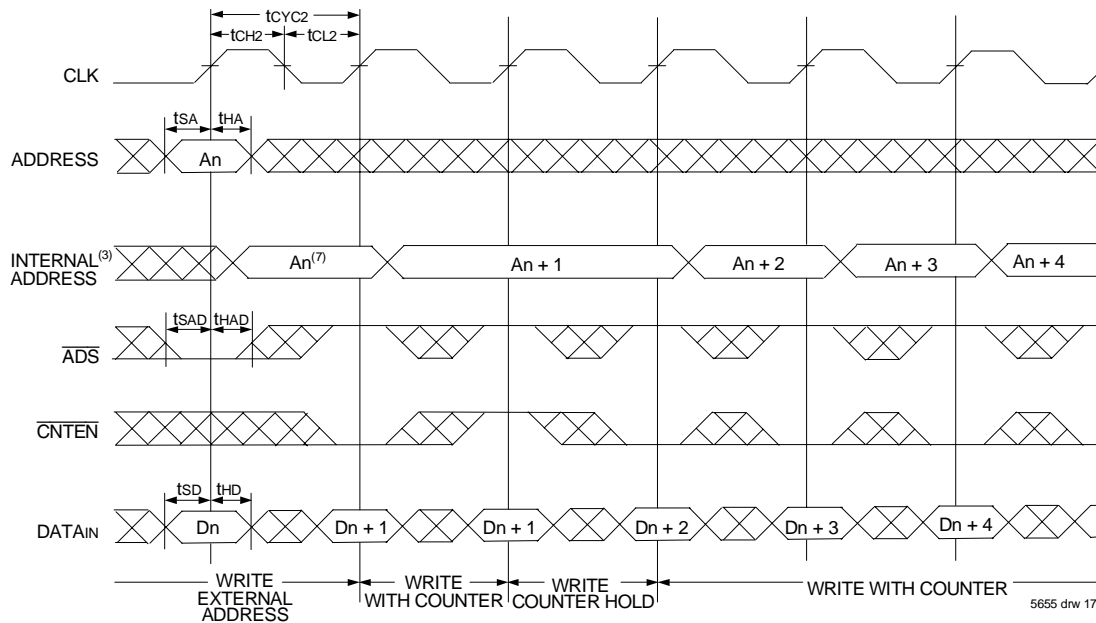 tCYC2
tCH2 tCL2
CLK
tSA tHA
ADDRESS An
INTERNAL(3)
ADDRESS
An(7) An + 1 An + 2 An + 3 An + 4
tSAD tHAD
ADS
CNTEN
tSD tHD
DATAIN Dn Dn + 1 Dn + 1 Dn + 2 Dn + 3 Dn + 4
WRITE
EXTERNAL
ADDRESS
WRITE
WITH COUNTER
WRITE
COUNTER HOLD
WRITE WITH COUNTER
5655 drw 17